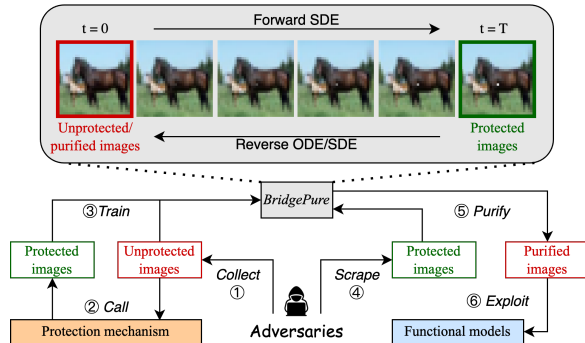 Forward SDE
t = 0
t = T
Unprotected/
purified images
Protected
images
Reverse ODE/SDE
③Train
BridgePure
⑤ Purify
Protected
images
Unprotected
images
Collect
①
Scrape
④
Protected
images
Purified
images
② Call
⑥ Exploit
Protection mechanism
Adversaries
Functional models